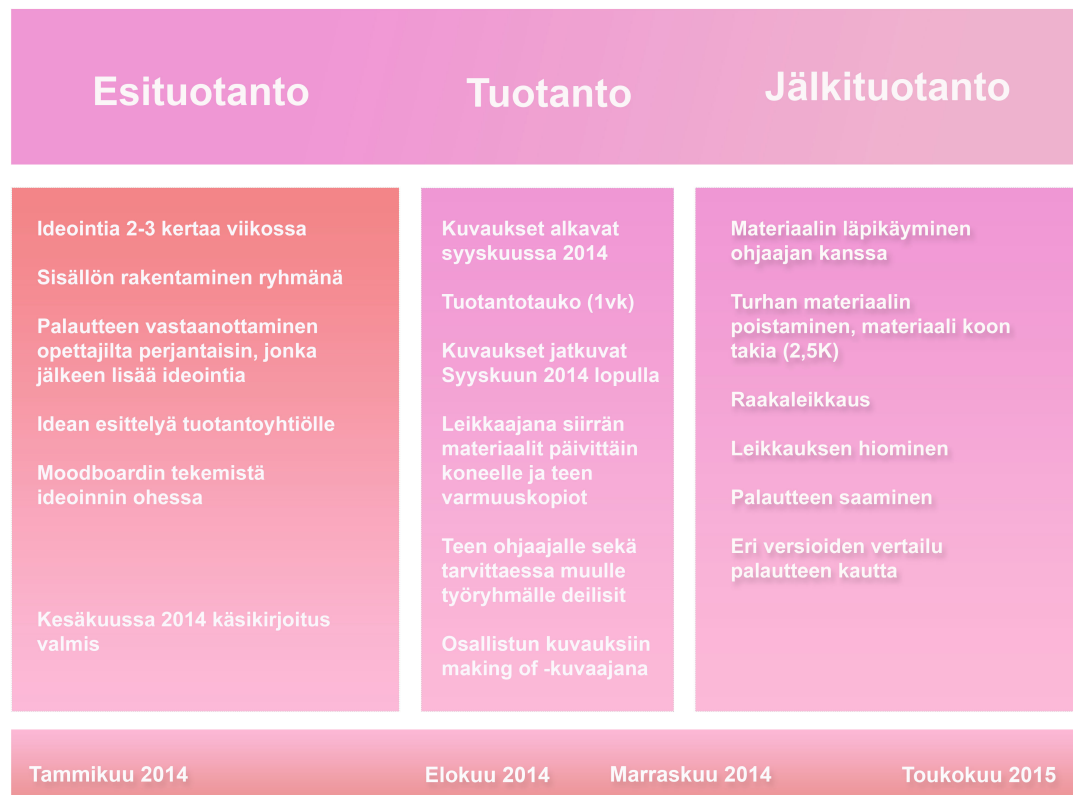 Esituotanto
Tuotanto
Jälkituotanto
Ideointia 2-3 kertaa viikossa
Sisällön rakentaminen ryhmänä
Palautteen vastaanottaminen
opettajilta perjantaisin, jonka
jälkeen lisää ideointia
Idean esittelyä tuotantoyhtiölle
Moodboardin tekemistä
ideoinnin ohessa
Kesäkuussa 2014 käsikirjoitus
valmis
Kuvaukset alkavat
syyskuussa 2014
Tuotantotauko (1vk)
Kuvaukset jatkuvat
Syyskuun 2014 lopulla
Leikkaajana siirrän
materiaalit päivittäin
koneelle ja teen
varmuuskopiot
Teen ohjaajalle sekä
tarvittaessa muulle
työryhmälle deilisit
Osallistun kuvauksiin
making of -kuvaajana
Materiaalin läpikäyminen
ohjaajan kanssa
Turhan materiaalin
poistaminen, materiaali koon
takia (2,5K)
Raakaleikkaus
Leikkauksen hiominen
Palautteen saaminen
Eri versioiden vertailu
palautteen kautta
Tammikuu 2014
Elokuu 2014
Marraskuu 2014
Toukokuu 2015